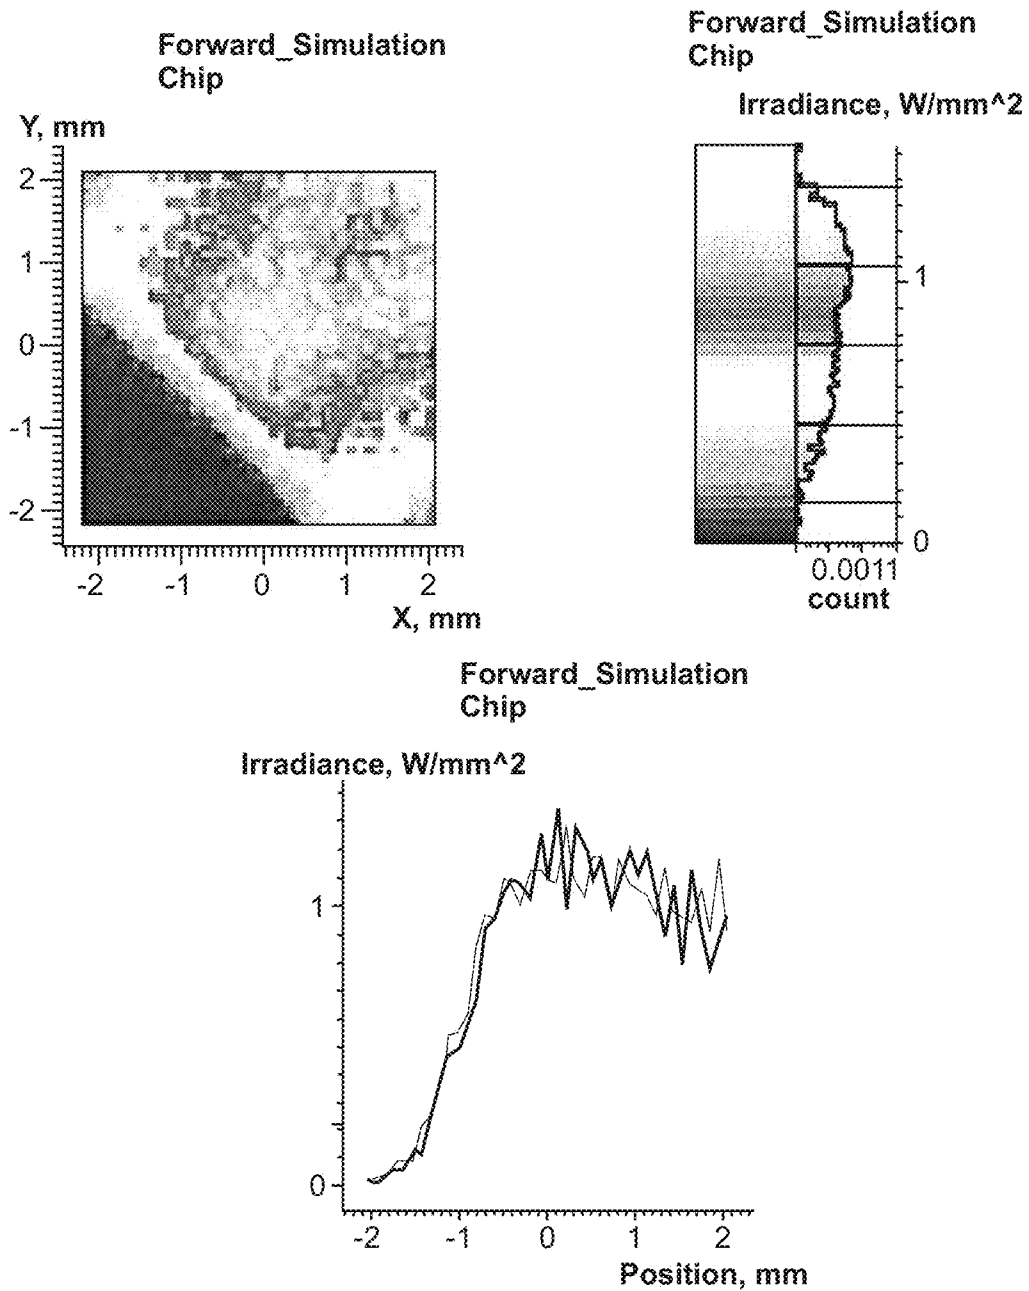 Forward_Simulation
Chip
Y, mm
2
1
0
-1
-2
-2 -1 0 1 2
X, mm
Forward_Simulation
Chip
Irradiance, W/mm^2
1
0
0.0011
count
Forward_Simulation
Chip
Irradiance, W/mm^2
1
0
-2 -1 0 1 2
Position, mm